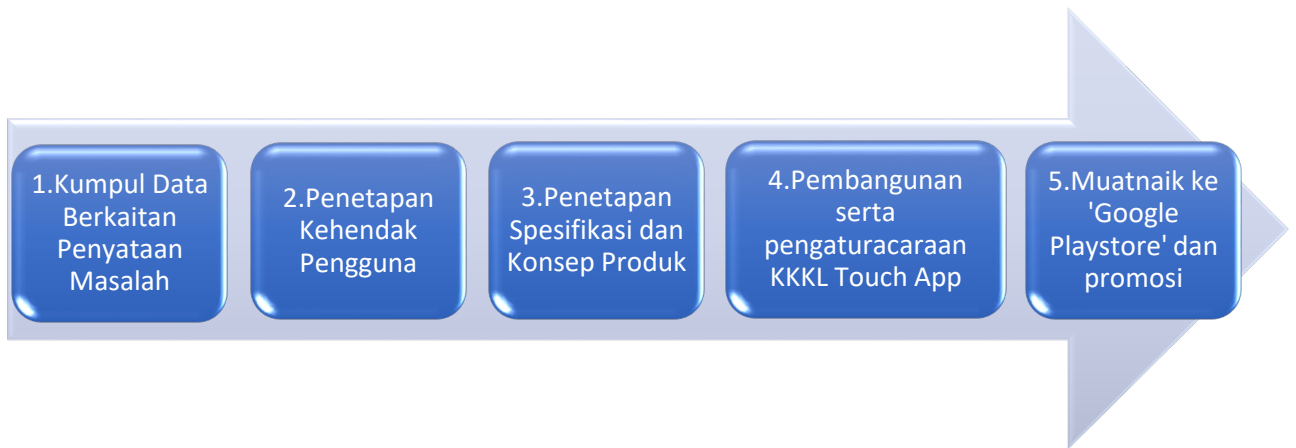 1.Kumpul Data
Berkaitan
Penyataan
Masalah
2.Penetapan
Kehendak
Pengguna
3.Penetapan
Spesifikasi dan
Konsep Produk
4.Pembangunan
serta
pengaturacaraan
KKKL Touch App
5.Muatnaik ke
'Google
Playstore' dan
promosi